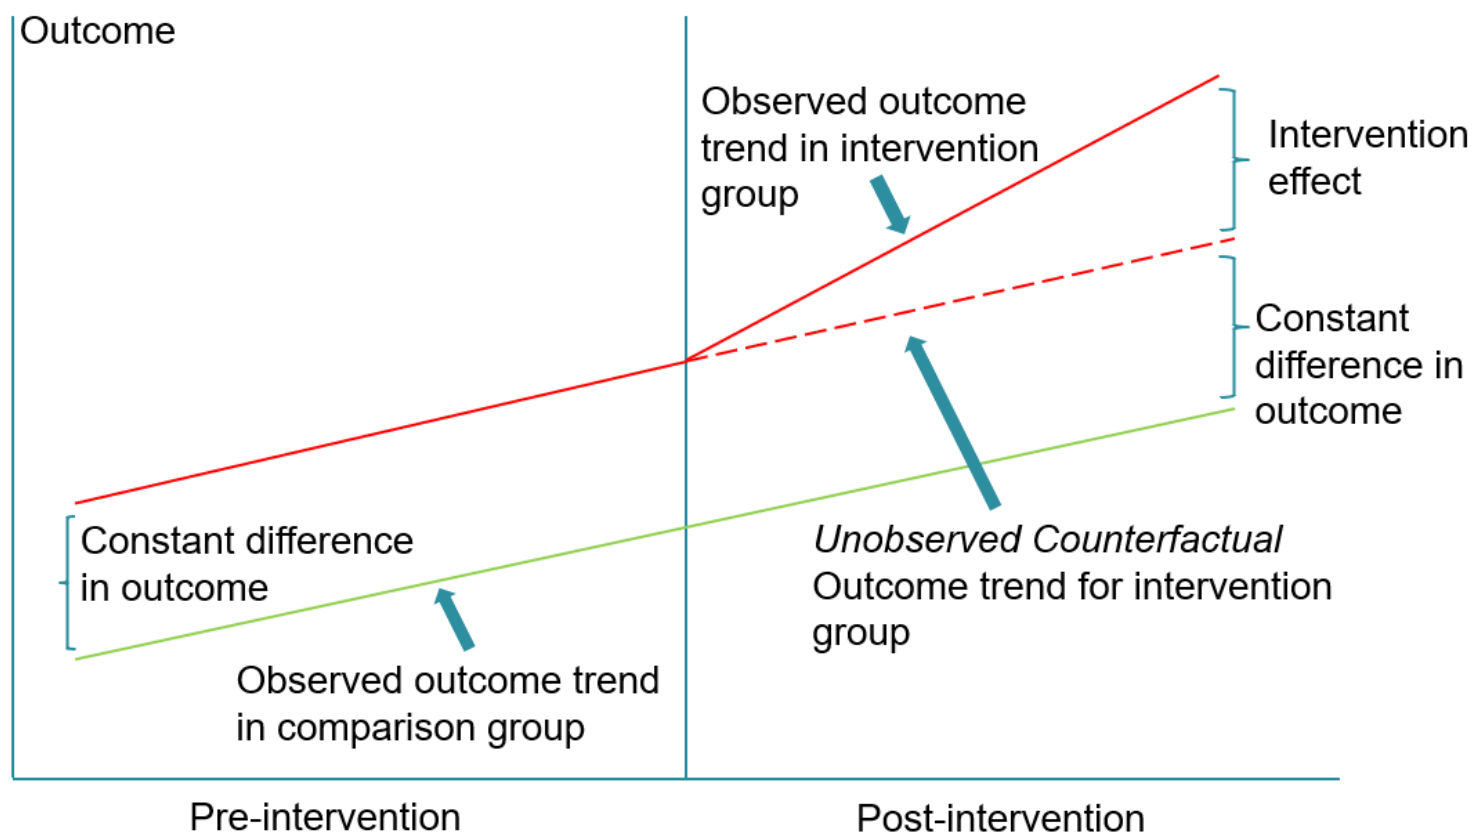 Outcome
Observed outcome
trend in intervention
group
Intervention
effect
Constant
difference in
outcome
Constant difference
in outcome
Unobserved Counterfactual
Outcome trend for intervention
group
Observed outcome trend
in comparison group
Pre-intervention
Post-intervention